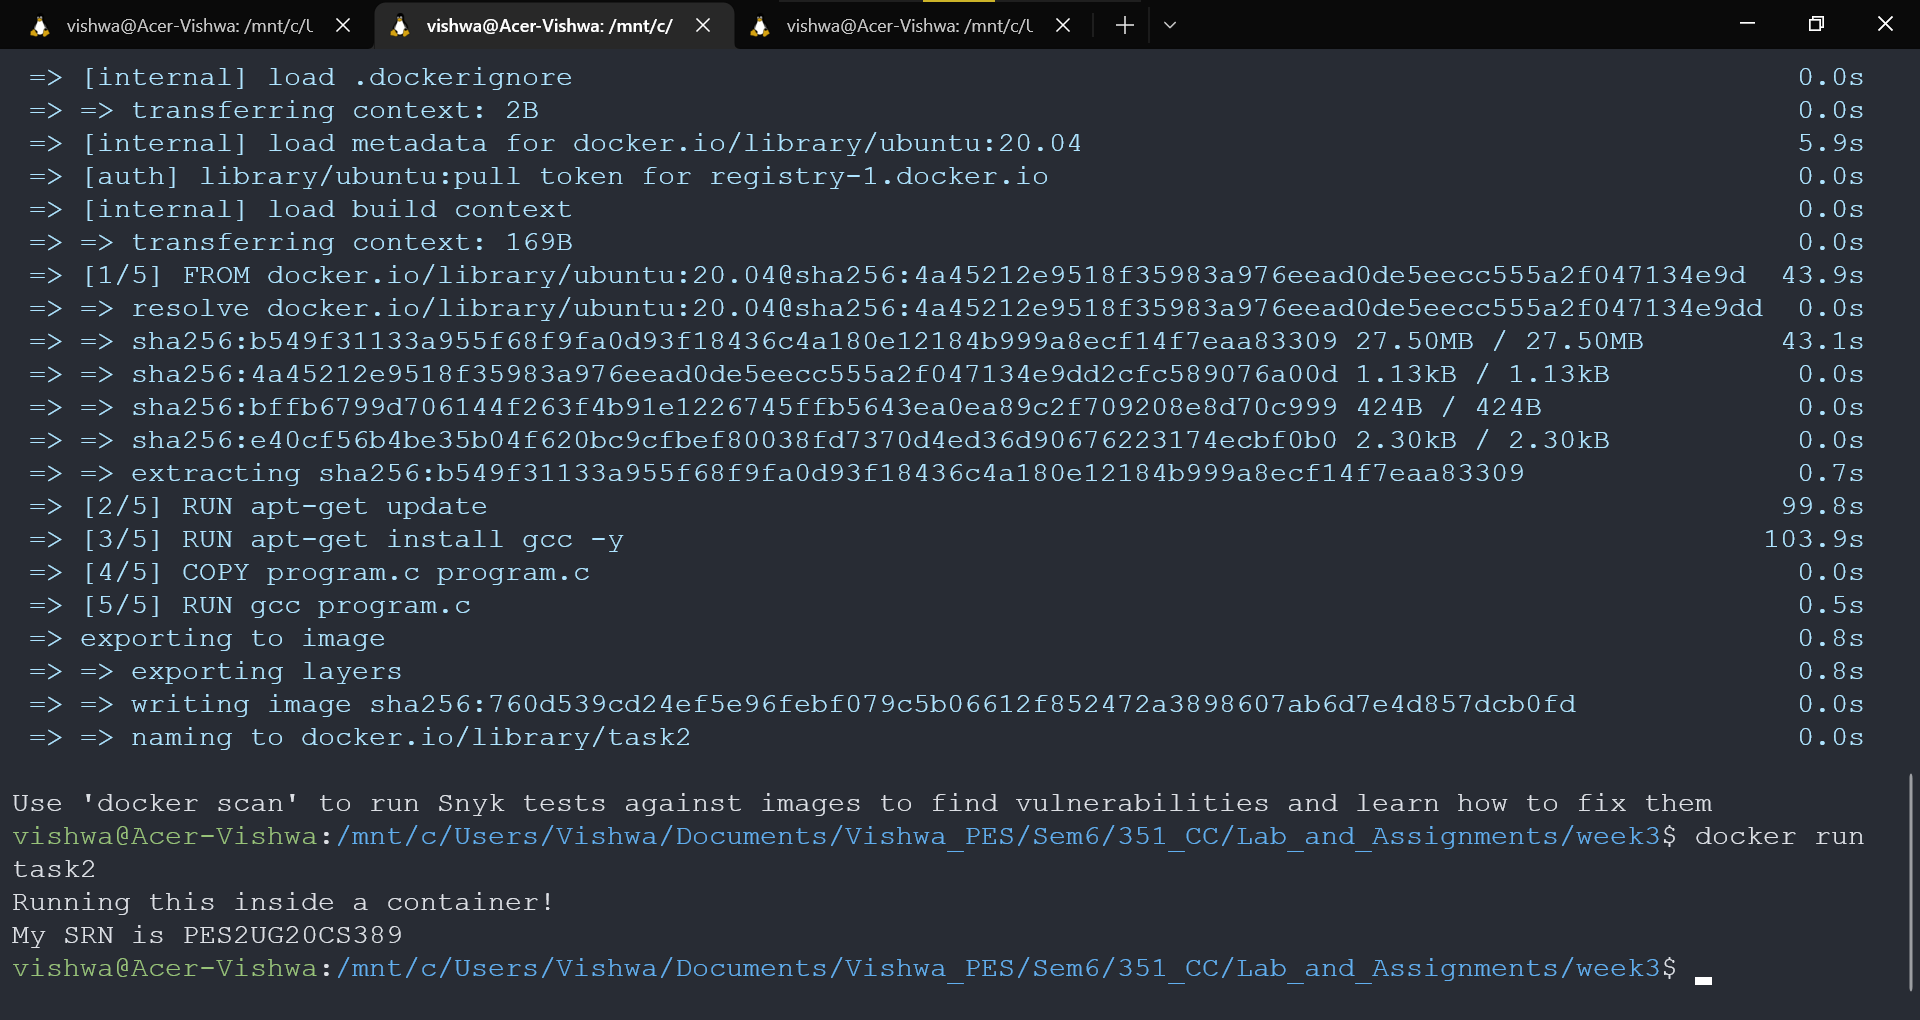 vishwa@Acer-Vishwa: /mnt/c/U
vishwa@Acer-Vishwa: /mnt/c/
vishwa@Acer-Vishwa: /mnt/c/U
=> [internal] load .dockerignore 0.0s
=> => transferring context: 2B 0.0s
=> [internal] load metadata for docker.io/library/ubuntu:20.04 5.9s
=> [auth] library/ubuntu:pull token for registry-1.docker.io 0.0s
=> [internal] load build context 0.0s
=> => transferring context: 169B 0.0s
=> [1/5] FROM docker.io/library/ubuntu:20.04@sha256:4a45212e9518f35983a976eead0de5eecc555a2f047134e9d 43.9s
=> => resolve docker.io/library/ubuntu:20.04@sha256:4a45212e9518f35983a976eead0de5eecc555a2f047134e9dd 0.0s
=> => sha256:b549f31133a955f68f9fa0d93f18436c4a180e12184b999a8ecf14f7eaa83309 27.50MB / 27.50MB 43.1s
=> => sha256:4a45212e9518f35983a976eead0de5eecc555a2f047134e9dd2cfc589076a00d 1.13kB / 1.13kB 0.0s
=> => sha256:bffb6799d706144f263f4b91e1226745ffb5643ea0ea89c2f709208e8d70c999 424B / 424B 0.0s
=> => sha256:e40cf56b4be35b04f620bc9cfbef80038fd7370d4ed36d90676223174ecbf0b0 2.30kB / 2.30kB 0.0s
=> => extracting sha256:b549f31133a955f68f9fa0d93f18436c4a180e12184b999a8ecf14f7eaa83309 0.7s
=> [2/5] RUN apt-get update 99.8s
=> [3/5] RUN apt-get install gcc -y 103.9s
=> [4/5] COPY program.c program.c 0.0s
=> [5/5] RUN gcc program.c 0.5s
=> exporting to image 0.8s
=> => exporting layers 0.8s
=> => writing image sha256:760d539cd24ef5e96febf079c5b06612f852472a3898607ab6d7e4d857dcb0fd 0.0s
=> => naming to docker.io/library/task2 0.0s
Use 'docker scan' to run Snyk tests against images to find vulnerabilities and learn how to fix them
vishwa@Acer-Vishwa:/mnt/c/Users/Vishwa/Documents/Vishwa_PES/Sem6/351_CC/Lab_and_Assignments/week3$ docker run
task2
Running this inside a container!
My SRN is PES2UG20CS389
vishwa@Acer-Vishwa:/mnt/c/Users/Vishwa/Documents/Vishwa_PES/Sem6/351_CC/Lab_and_Assignments/week3$